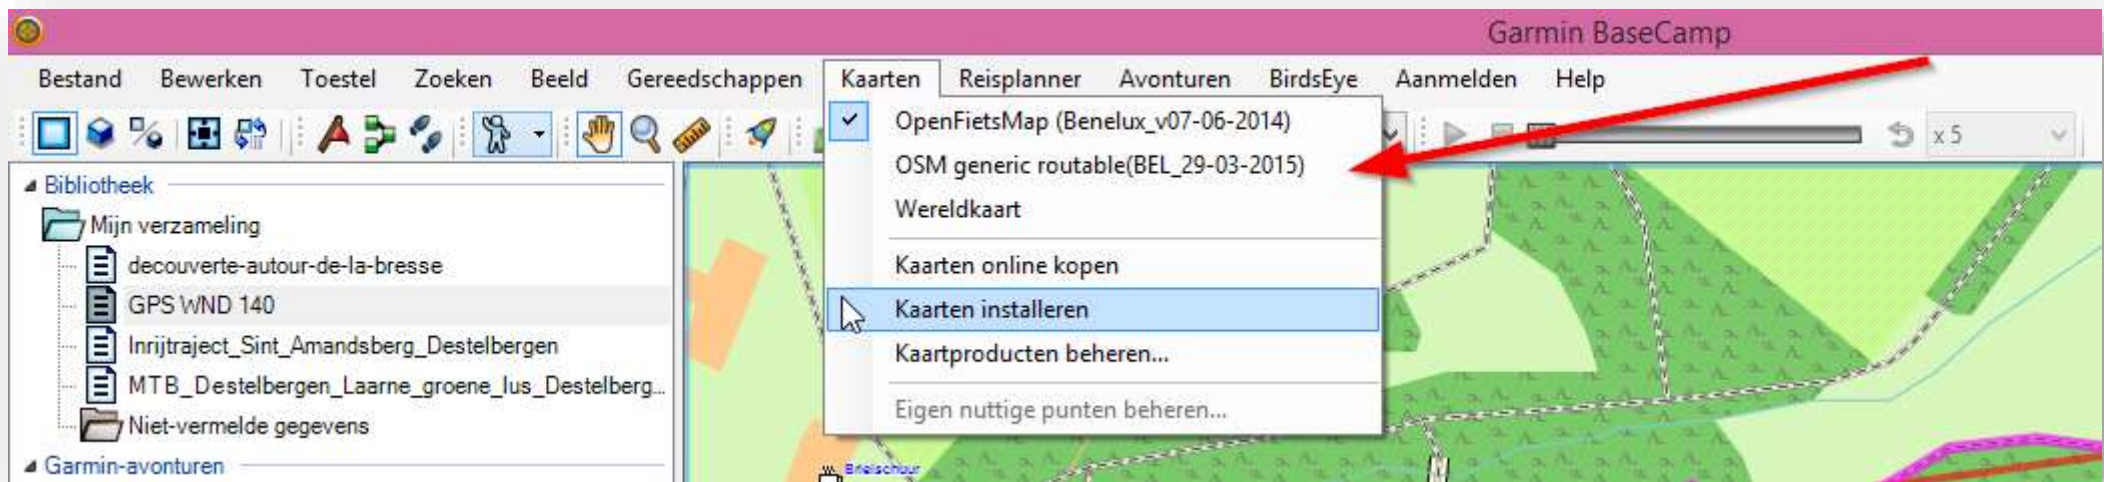 Garmin BaseCamp
Bestand Bewerken Toestel Zoeken Beeld Gereedschappen Kaarten Reisplanner Avonturen BirdsEye Aanmelden Help
OpenFietsMap (Benelux_v07-06-2014)
x 5
OSM generic routable(BEL_29-03-2015)
Wereldkaart
Kaarten online kopen
Kaarten installeren
Kaartproducten beheren...
Eigen nuttige punten beheren...
Bibliotheek
Mijn verzameling
decouverte-autour-de-la-bresse
GPS WND 140
Inrijtraject_Sint_Amandsberg_Destelbergen
MTB_Destelbergen_Laarne_groene_lus_Destelberg...
Niet-vermelde gegevens
Garmin-avonturen
Brielschuur